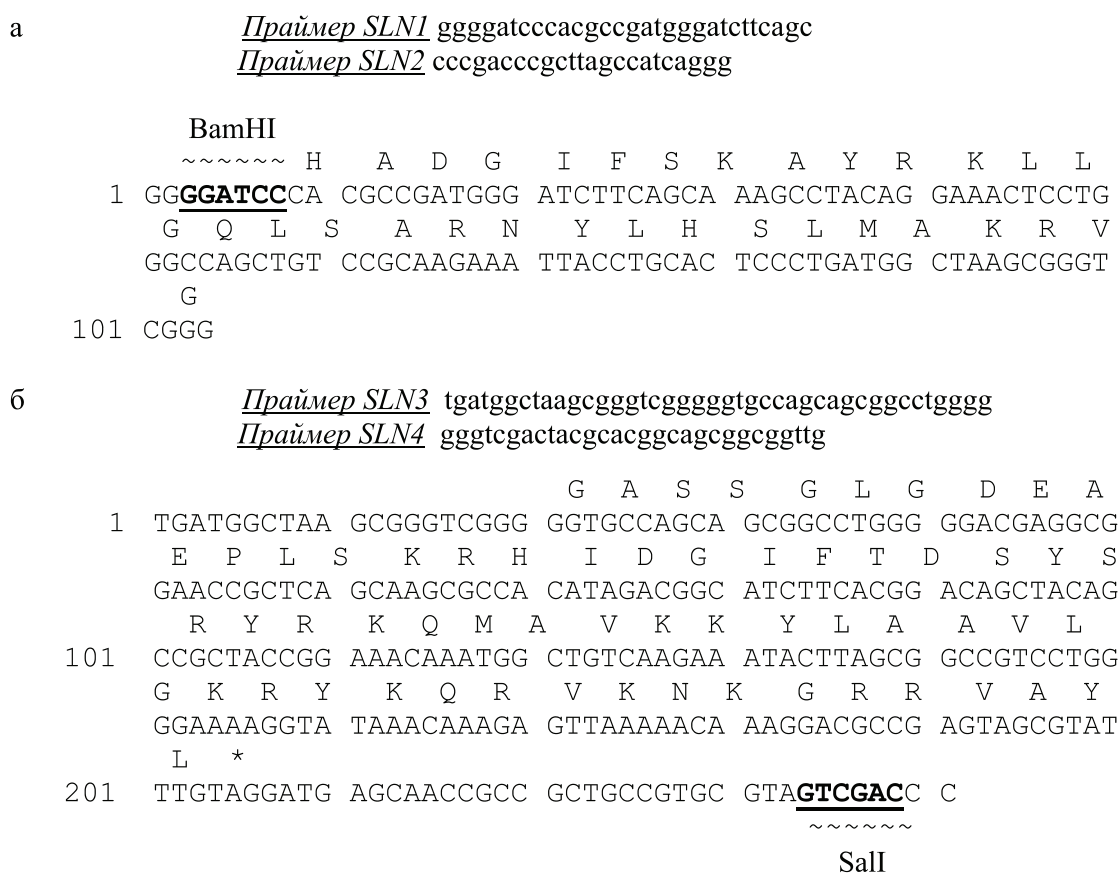 а
Праймер SLN1 ggggatcccacgccgatgggatcttcagc
Праймер SLN2 cccgacccgcttagccatcaggg
BamHI
~~~~~~ H A D G I F S K A Y R K L L
1 GGGGATCCCA CGCCGATGGG ATCTTCAGCA AAGCCTACAG GAAACTCCTG
G Q L S A R N Y L H S L M A K R V
GGCCAGCTGT CCGCAAGAAA TTACCTGCAC TCCCTGATGG CTAAGCGGGT
G
101 CGGG
б
Праймер SLN3 tgatggctaagcgggtcgggggtgccagcagcggcctgggg
Праймер SLN4 gggtcgactacgcacggcagcggcggttg
G A S S G L G D E A
1 TGATGGCTAA GCGGGTCGGG GGTGCCAGCA GCGGCCTGGG GGACGAGGCG
E P L S K R H I D G I F T D S Y S
GAACCGCTCA GCAAGCGCCA CATAGACGGC ATCTTCACGG ACAGCTACAG
R Y R K Q M A V K K Y L A A V L
101 CCGCTACCGG AAACAAATGG CTGTCAAGAA ATACTTAGCG GCCGTCCTGG
G K R Y K Q R V K N K G R R V A Y
GGAAAAGGTA TAAACAAAGA GTTAAAAACA AAGGACGCCG AGTAGCGTAT
L *
201 TTGTAGGATG AGCAACCGCC GCTGCCGTGC GTAGTCGACC C
~~~~~~
SalI